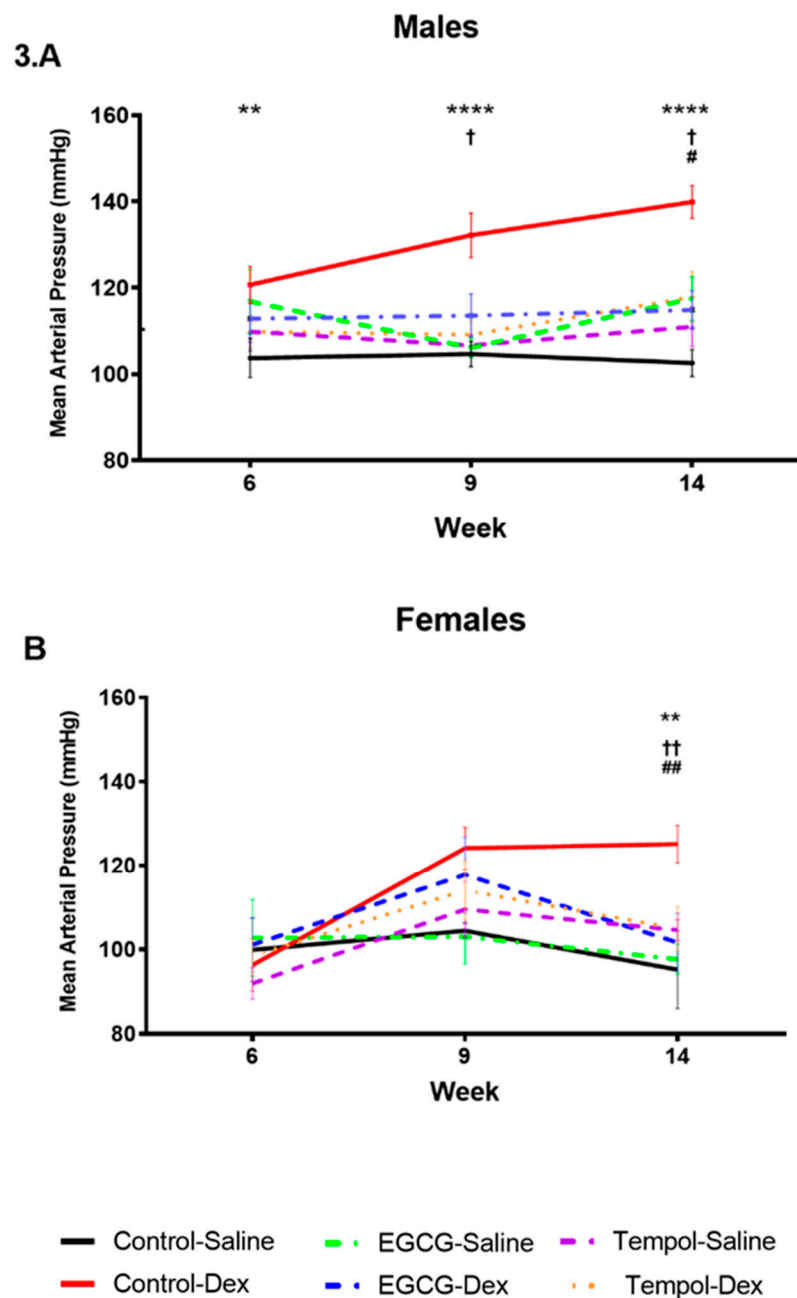 Males
3.A
160
140
120
100
80
Mean Arterial Pressure (mmHg)
** **** ****
† †
#
6 9 14
Week
Females
B
160
140
120
100
80
Mean Arterial Pressure (mmHg)
**
††
##
6 9 14
Week
Control-Saline EGCG-Saline Tempol-Saline
Control-Dex EGCG-Dex Tempol-Dex